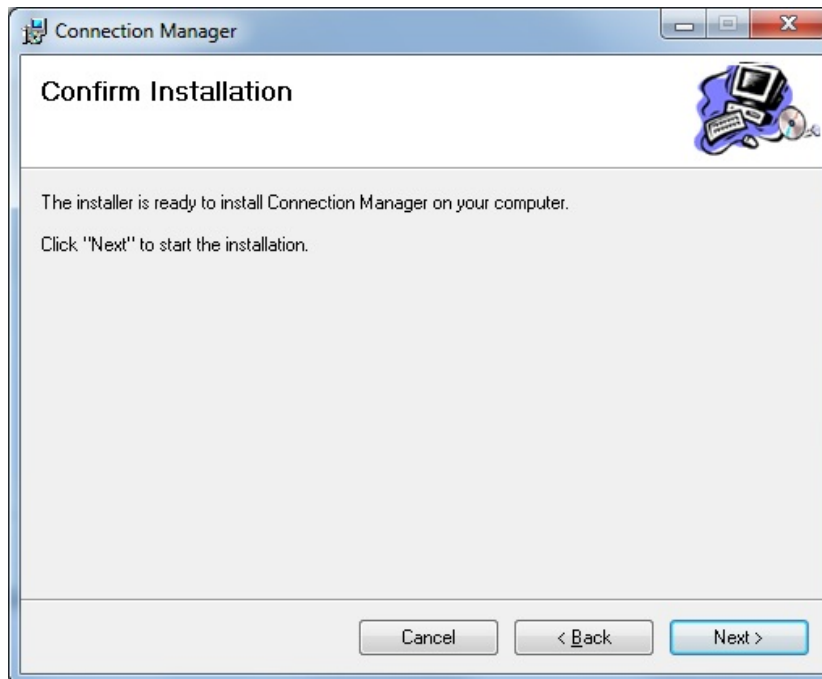 Connection Manager
Confirm Installation
The installer is ready to install Connection Manager on your computer.
Click "Next" to start the installation.
Cancel
< Back
Next >